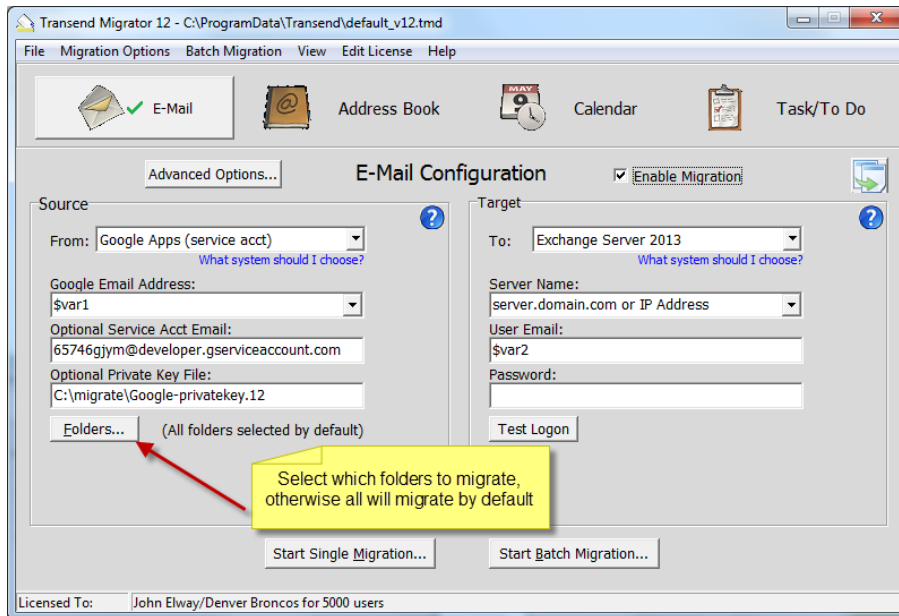 Transend Migrator 12 - C:\ProgramData\Transend\default_v12.tmd
File Migration Options Batch Migration View Edit License Help
E-Mail Address Book MAY 9 Calendar Task/To Do
Advanced Options... E-Mail Configuration Enable Migration
Source
Target
From: Google Apps (service acct)
To: Exchange Server 2013
What system should I choose?
What system should I choose?
Google Email Address:
Server Name:
$var1
server.domain.com or IP Address
Optional Service Acct Email:
User Email:
65746gjym@developer.gserviceaccount.com
$var2
Optional Private Key File:
Password:
C:\migrate\Google-privatekey.12
Folders... (All folders selected by default)
Test Logon
Select which folders to migrate,
otherwise all will migrate by default
Start Single Migration... Start Batch Migration...
Licensed To: John Elway/Denver Broncos for 5000 users